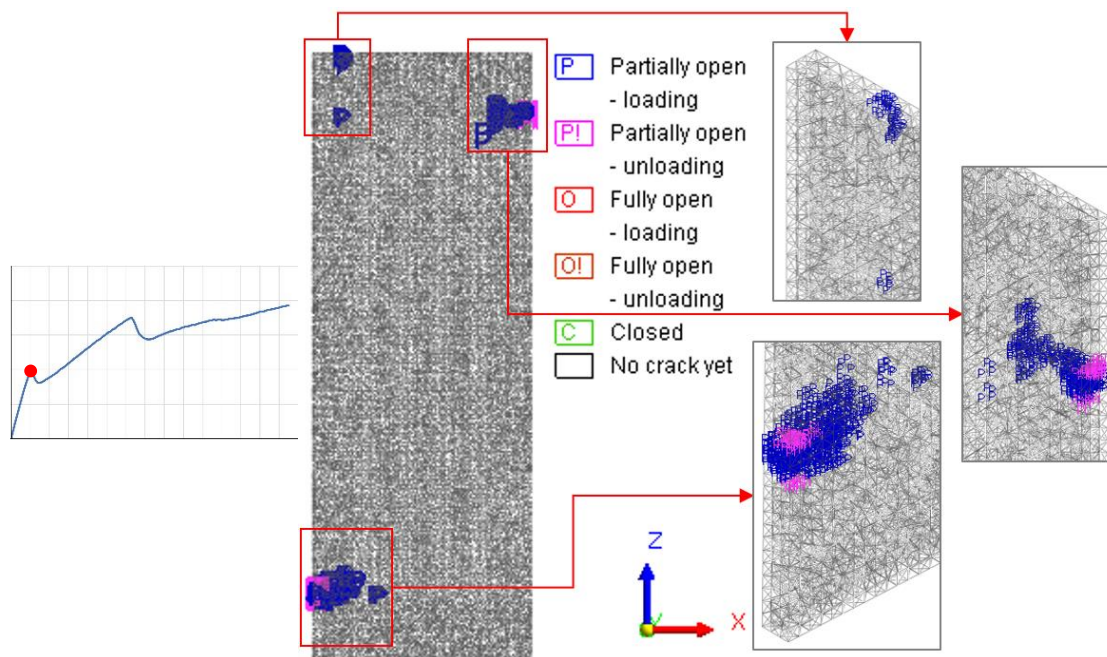 P Partially open
- loading
P! Partially open
- unloading
O Fully open
- loading
O! Fully open
- unloading
C Closed
No crack yet
Z
X